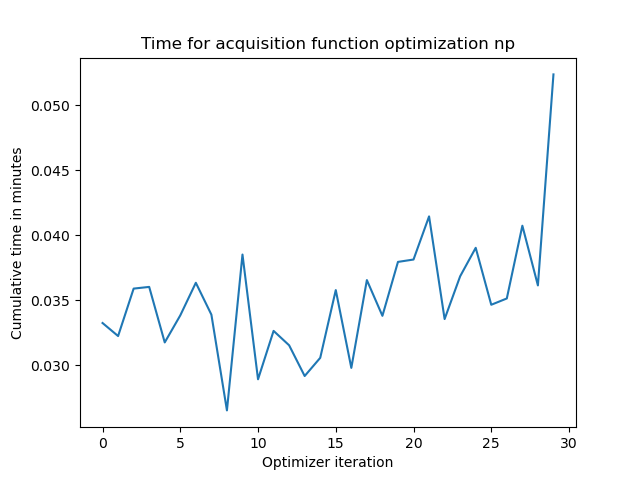 Time for acquisition function optimization np
Cumulative time in minutes
0.050
0.045
0.040
0.035
0.030
0 5 10 15 20 25 30
Optimizer iteration